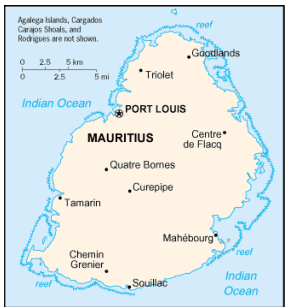 Agalega Islands, Cargados
Carajos Shoals, and
Rodrigues are not shown.
reef
Goodlands
0 2.5 5 km
0 2.5 5 mi
Triolet
Indian Ocean
PORT LOUIS
MAURITIUS
Centre
de Flacq
Quatre Bornes
Curepipe
Tamarin
Mahébourg
reef
Chemin
Grenier
Indian
Ocean
reef
Souillac